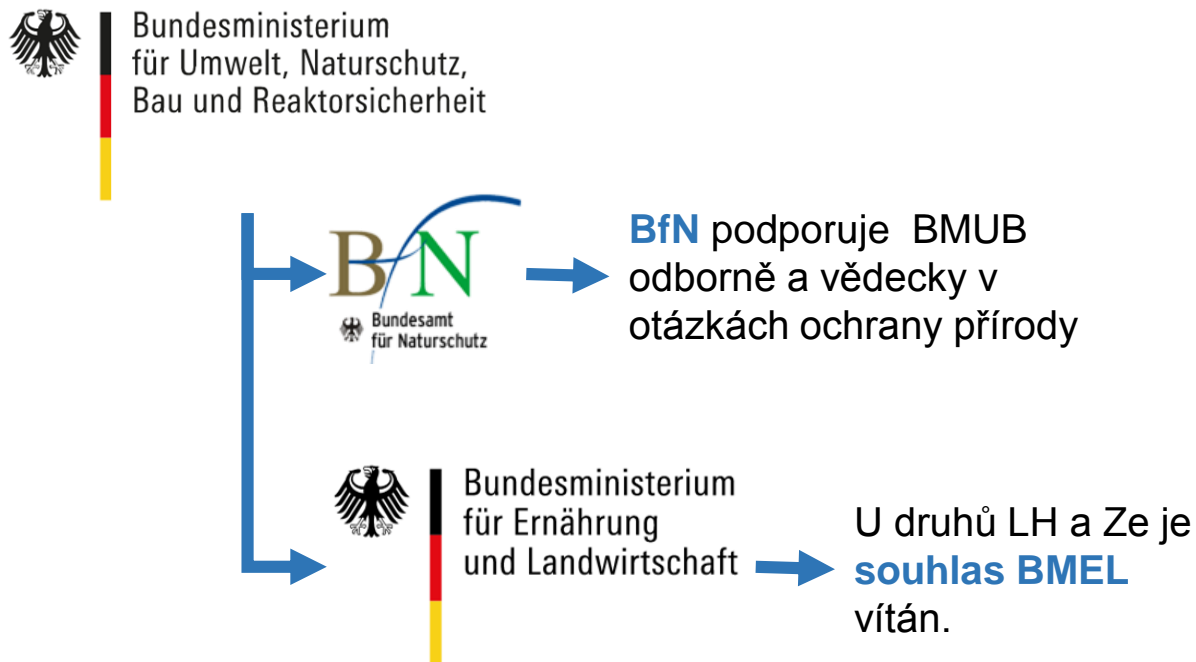 Bundesministerium
für Umwelt, Naturschutz,
Bau und Reaktorsicherheit
BfN
Bundesamt
für Naturschutz
BfN podporuje BMUB
odborně a vědecky v
otázkách ochrany přírody
Bundesministerium
für Ernährung
und Landwirtschaft
U druhů LH a Ze je
souhlas BMEL
vítán.